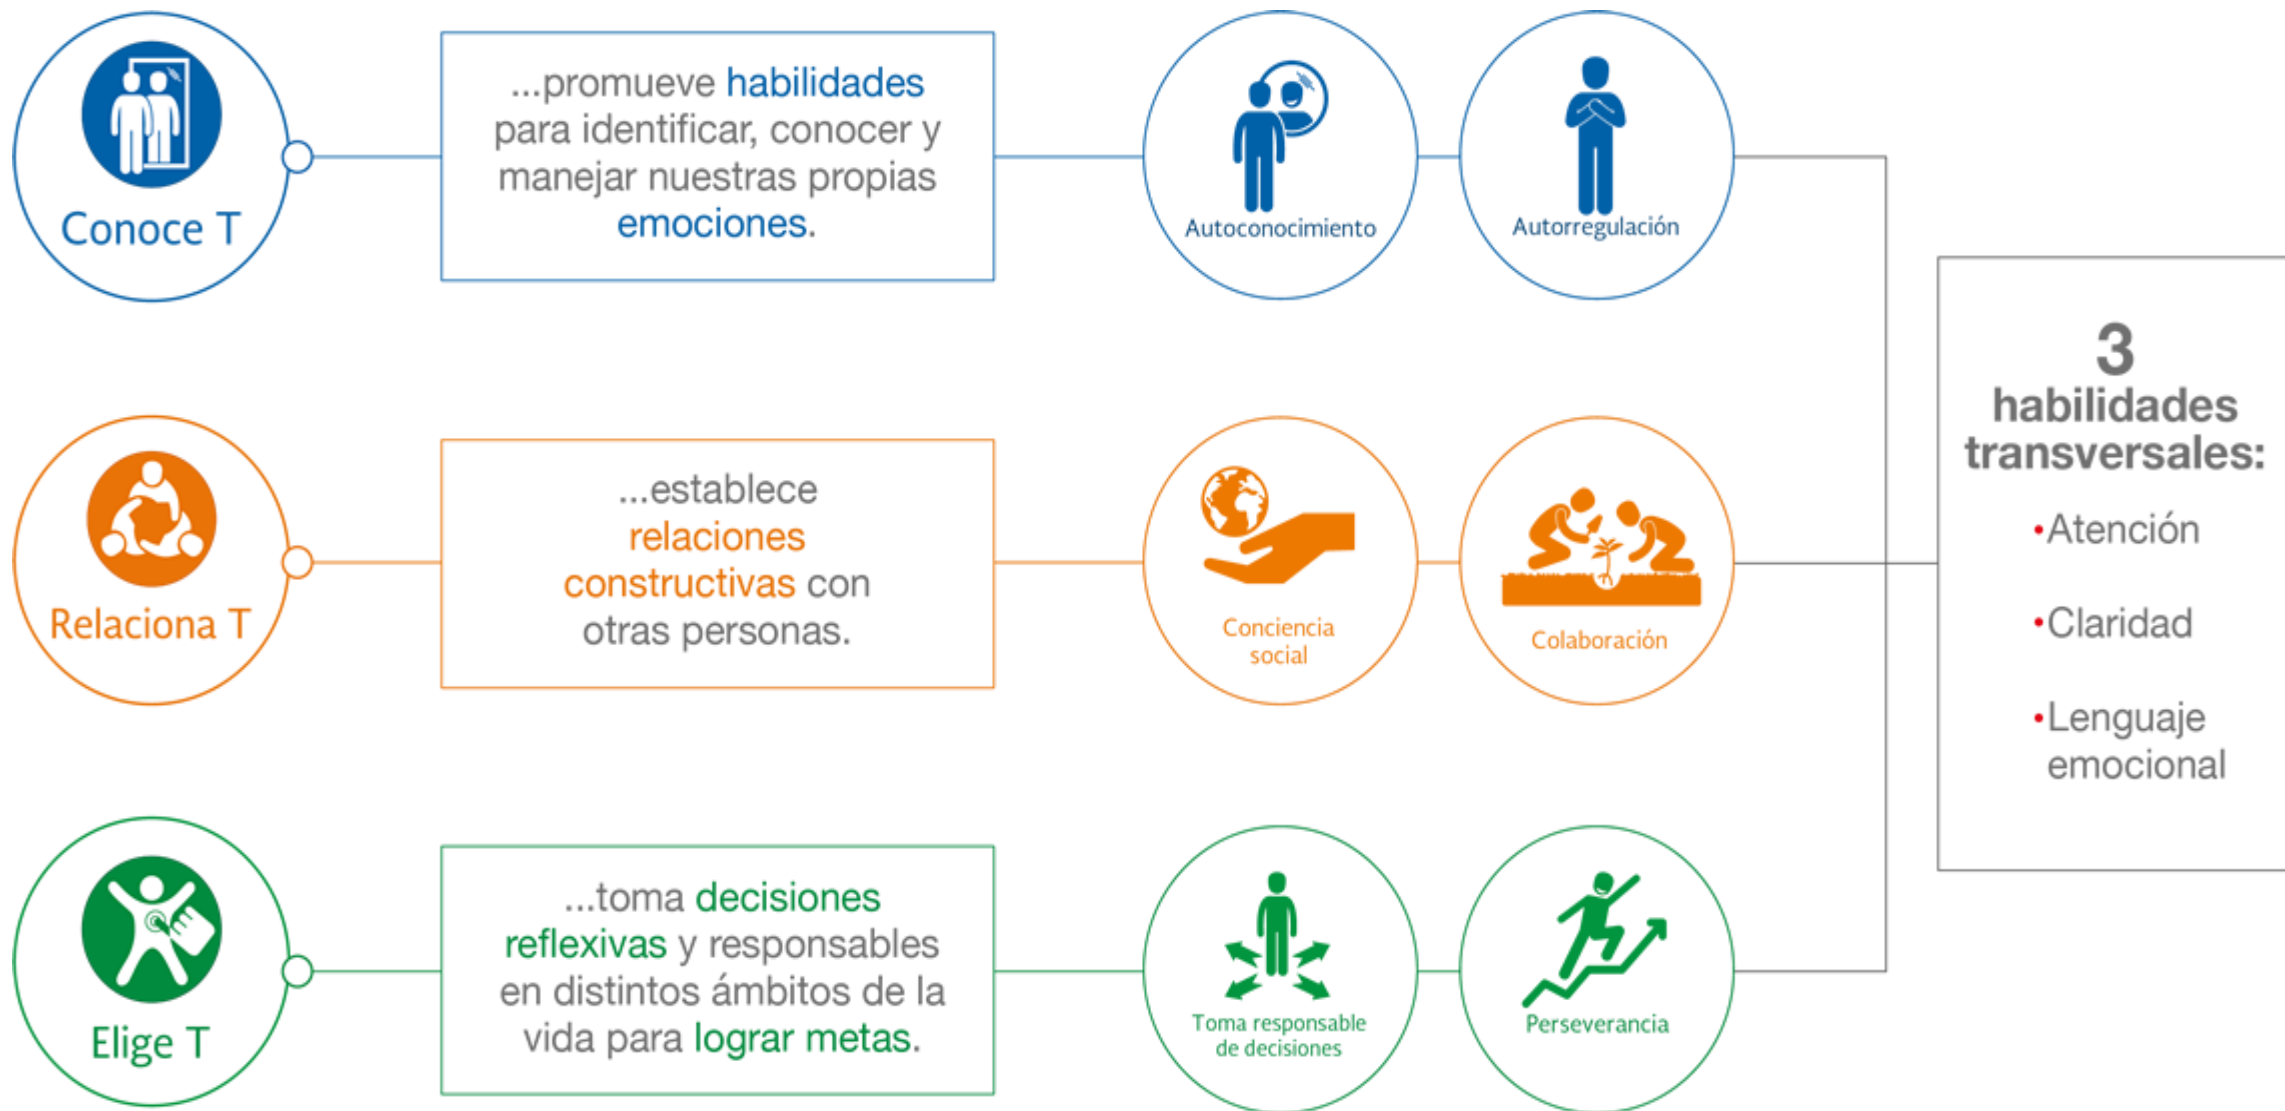 Conoce T
...promueve habilidades
para identificar, conocer y
manejar nuestras propias
emociones.
Autoconocimiento
Autorregulación
Relaciona T
...establece
relaciones
constructivas con
otras personas.
Conciencia
social
Colaboración
Elige T
...toma decisiones
reflexivas y responsables
en distintos ámbitos de la
vida para lograr metas.
Toma responsable
de decisiones
Perseverancia
3
habilidades
transversales:
•Atención
•Claridad
•Lenguaje
emocional